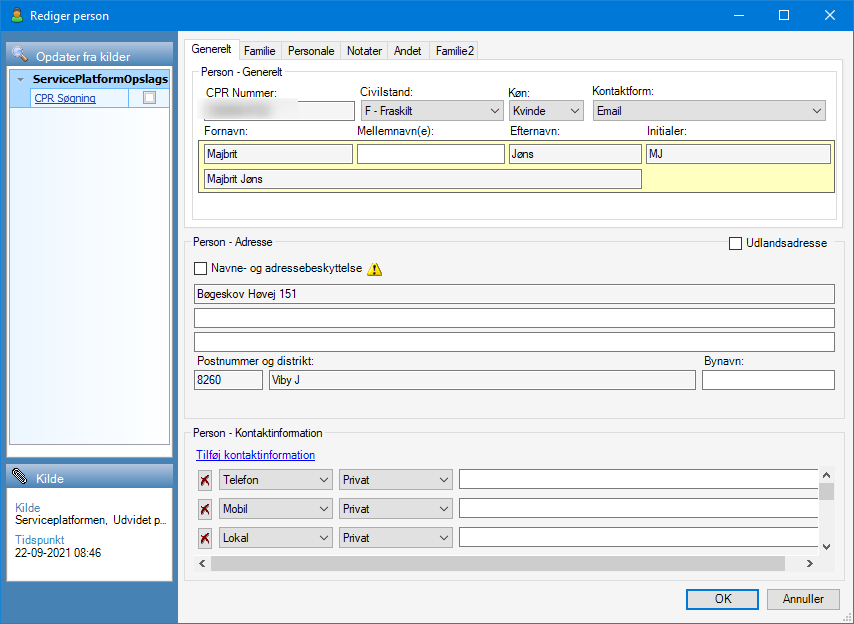 Rediger person
Opdater fra kilder
ServicePlatformOpslags
CPR Søgning
Kilde
Kilde
Serviceplatformen, Udvidet p...
Tidspunkt
22-09-2021 08:46
Generelt Familie Personale Notater Andet Familie2
Person - Generelt
CPR Nummer: Civilstand: Køn: Kontaktform:
F - Fraskilt Kvinde Email
Fornavn: Mellemnavn(e): Efternavn: Initialer:
Majbrit Jøns MJ
Majbrit Jøns
Person - Adresse Udlandsadresse
Navne- og adressebeskyttelse
Bøgeskov Høvej 151
Postnummer og distrikt: Bynavn:
8260 Viby J
Person - Kontaktinformation
Tilføj kontaktinformation
Telefon Privat
Mobil Privat
Lokal Privat
OK Annuller